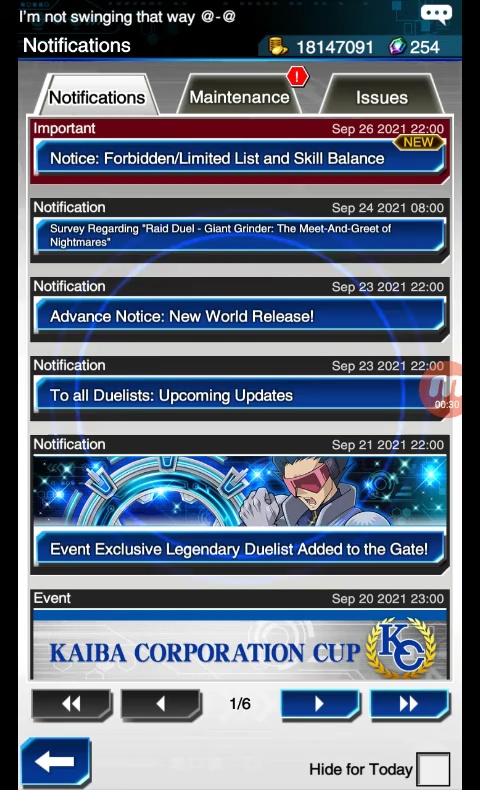 I'm not swinging that way @-@
Notifications
18147091
254
Notifications
Maintenance
!
Issues
Important
Sep 26 2021 22:00
NEW
Notice: Forbidden/Limited List and Skill Balance
Notification
Sep 24 2021 08:00
Survey Regarding "Raid Duel - Giant Grinder: The Meet-And-Greet of
Nightmares"
Notification
Sep 23 2021 22:00
Advance Notice: New World Release!
Notification
Sep 23 2021 22:00
To all Duelists: Upcoming Updates
00:30
Notification
Sep 21 2021 22:00
Event Exclusive Legendary Duelist Added to the Gate!
Event
Sep 20 2021 23:00
KAIBA CORPORATION CUP
KC
1/6
Hide for Today